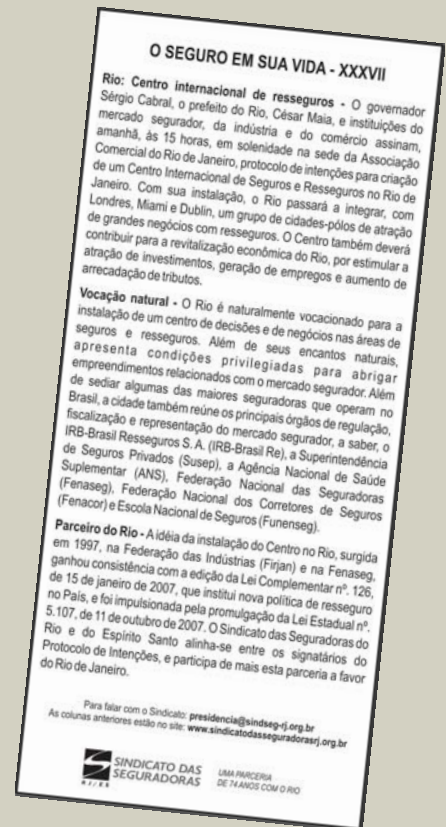 O SEGURO EM SUA VIDA - XXXVII
Rio: Centro internacional de resseguros - O governador
Sérgio Cabral, o prefeito do Rio, César Maia, e instituições do
mercado segurador, da indústria e do comércio assinam,
amanhã, às 15 horas, em solenidade na sede da Associação
Comercial do Rio de Janeiro, protocolo de intenções para criação
de um Centro Internacional de Seguros e Resseguros no Rio de
Janeiro. Com sua instalação, o Rio passará a integrar, com
Londres, Miami e Dublin, um grupo de cidades-pólos de atração
de grandes negócios com resseguros. O Centro também deverá
contribuir para a revitalização econômica do Rio, por estimular a
atração de investimentos, geração de empregos e aumento de
arrecadação de tributos.
Vocação natural - O Rio é naturalmente vocacionado para a
instalação de um centro de decisões e de negócios nas áreas de
seguros e resseguros. Além de seus encantos naturais,
apresenta condições privilegiadas para abrigar
empreendimentos relacionados com o mercado segurador. Além
de sediar algumas das maiores seguradoras que operam no
Brasil, a cidade também reúne os principais órgãos de regulação,
fiscalização e representação do mercado segurador, a saber, o
IRB-Brasil Resseguros S.A. (IRB-Brasil Re), a Superintendência
de Seguros Privados (Susep), a Agência Nacional de Saúde
Suplementar (ANS), Federação Nacional das Seguradoras
(Fenaseg), Federação Nacional dos Corretores de Seguros
(Fenacor) e Escola Nacional de Seguros (Funenseg).
Parceiro do Rio - A idéia da instalação do Centro no Rio, surgida
em 1997, na Federação das Indústrias (Firjan) e na Fenaseg,
ganhou consistência com a edição da Lei Complementar nº. 126,
de 15 de janeiro de 2007, que institui nova política de resseguro
no País, e foi impulsionada pela promulgação da Lei Estadual nº.
5.107, de 11 de outubro de 2007. O Sindicato das Seguradoras do
Rio e do Espírito Santo alinha-se entre os signatários do
Protocolo de Intenções, e participa de mais esta parceria a favor
do Rio de Janeiro.
Para falar com o Sindicato: presidencia@sindseg-rj.org.br
As colunas anteriores estão no site: www.sindicatodasseguradorasrj.org.br
SINDICATO DAS
SEGURADORAS
RJ/ES
UMA PARCERIA
DE 74 ANOS COM O RIO